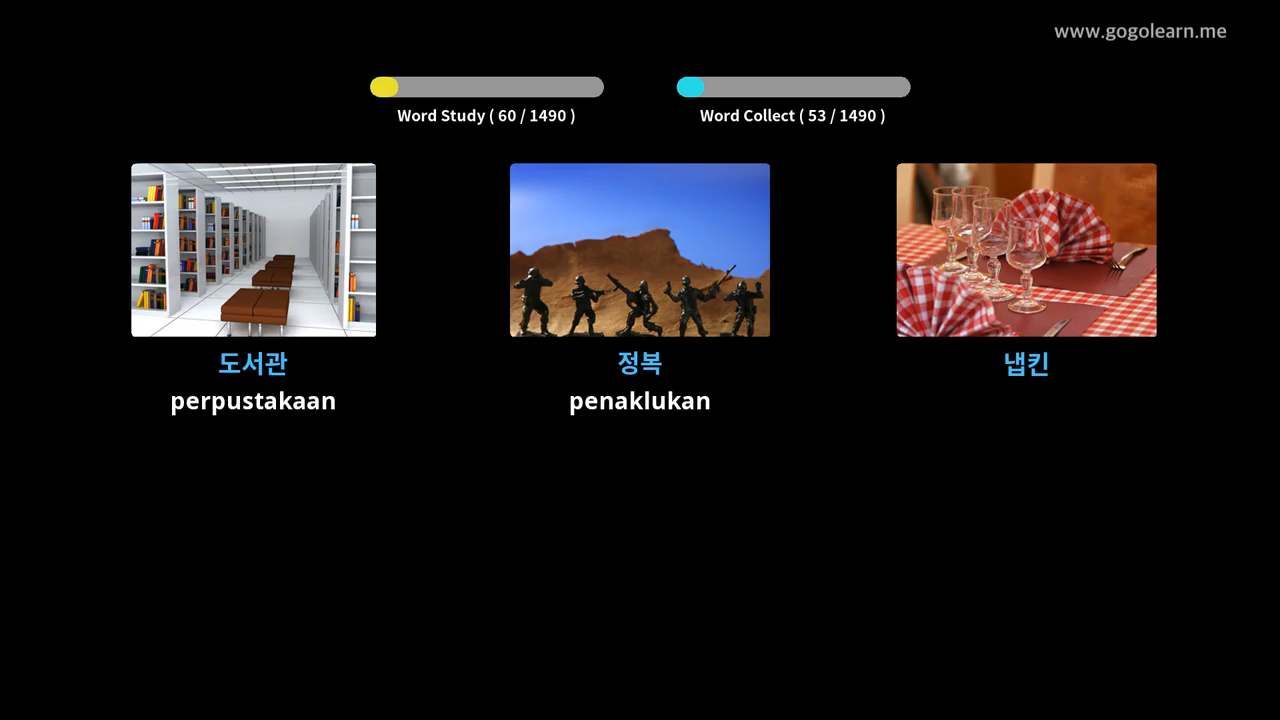 www.gogolearn.me
Word Study ( 60 / 1490 )
Word Collect ( 53 / 1490 )
도서관
정복
냅킨
perpustakaan
penaklukan